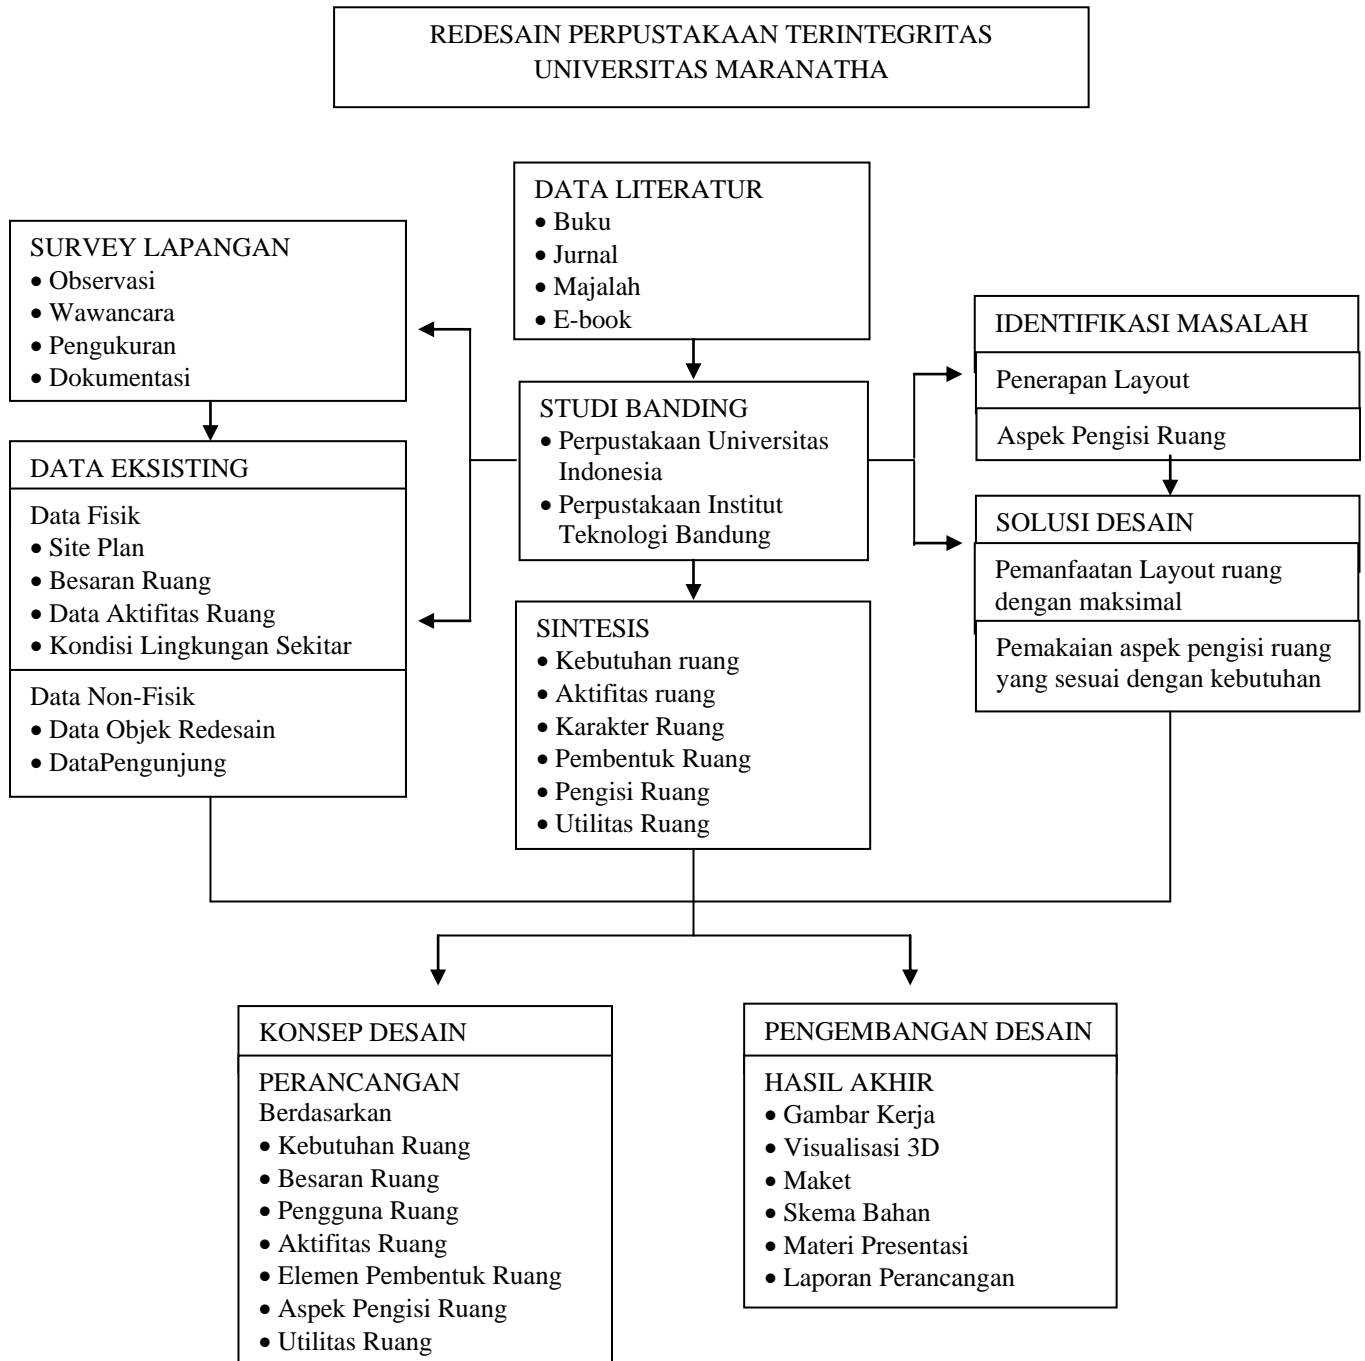 REDESAIN PERPUSTAKAAN TERINTEGRITAS
UNIVERSITAS MARANATHA
DATA LITERATUR
• Buku
• Jurnal
• Majalah
• E-book
SURVEY LAPANGAN
• Observasi
• Wawancara
• Pengukuran
• Dokumentasi
IDENTIFIKASI MASALAH
Penerapan Layout
Aspek Pengisi Ruang
STUDI BANDING
• Perpustakaan Universitas
Indonesia
• Perpustakaan Institut
Teknologi Bandung
DATA EKSISTING
Data Fisik
• Site Plan
• Besaran Ruang
• Data Aktifitas Ruang
• Kondisi Lingkungan Sekitar
Data Non-Fisik
• Data Objek Redesain
• DataPengunjung
SOLUSI DESAIN
Pemanfaatan Layout ruang
dengan maksimal
Pemakaian aspek pengisi ruang
yang sesuai dengan kebutuhan
SINTESIS
• Kebutuhan ruang
• Aktifitas ruang
• Karakter Ruang
• Pembentuk Ruang
• Pengisi Ruang
• Utilitas Ruang
KONSEP DESAIN
PERANCANGAN
Berdasarkan
• Kebutuhan Ruang
• Besaran Ruang
• Pengguna Ruang
• Aktifitas Ruang
• Elemen Pembentuk Ruang
• Aspek Pengisi Ruang
• Utilitas Ruang
PENGEMBANGAN DESAIN
HASIL AKHIR
• Gambar Kerja
• Visualisasi 3D
• Maket
• Skema Bahan
• Materi Presentasi
• Laporan Perancangan